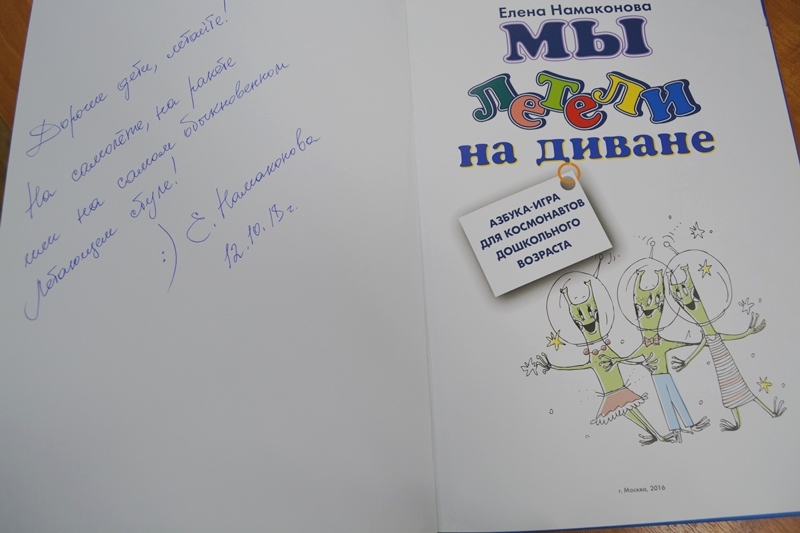 Дорогие дети, летайте!
На самолёте, на ракете
или на самом обыкновенном
Летающем стуле!
:) Е. Намаконова
12.10.18 г.
Елена Намаконова
МЫ
ЛЕТЕЛИ
на диване
АЗБУКА-ИГРА
ДЛЯ КОСМОНАВТОВ
ДОШКОЛЬНОГО
ВОЗРАСТА
г. Москва, 2016